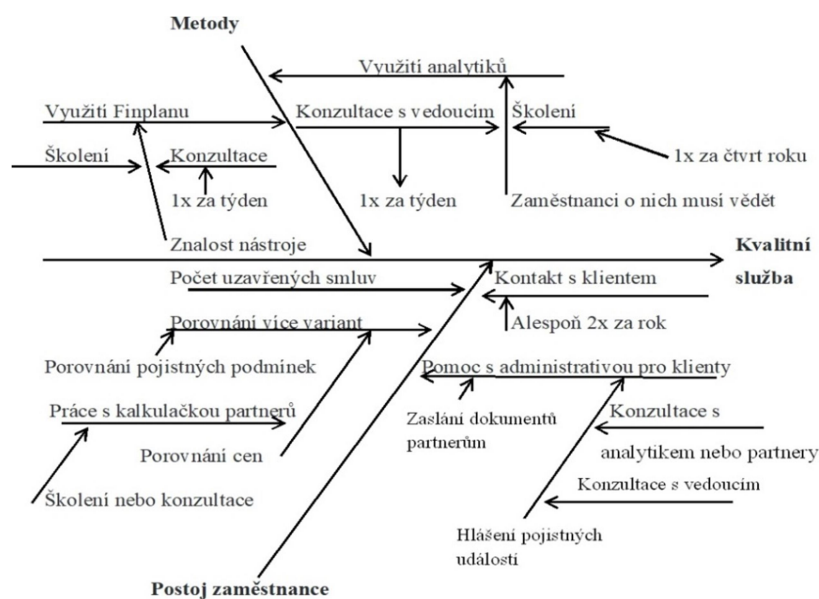 Metody
Využití analytiků
Využití Finplanu
Konzultace s vedoucím
Školení
Školení
Konzultace
1x za čtvrt roku
1x za týden
1x za týden
Zaměstnanci o nich musí vědět
Znalost nástroje
Kvalitní
služba
Počet uzavřených smluv
Kontakt s klientem
Porovnání více variant
Alespoň 2x za rok
Porovnání pojistných podmínek
Pomoc s administrativou pro klienty
Práce s kalkulačkou partnerů
Zaslání dokumentů
partnerům
Konzultace s
analytikem nebo partnery
Porovnání cen
Konzultace s vedoucím
Školení nebo konzultace
Hlášení pojistných
událostí
Postoj zaměstnance